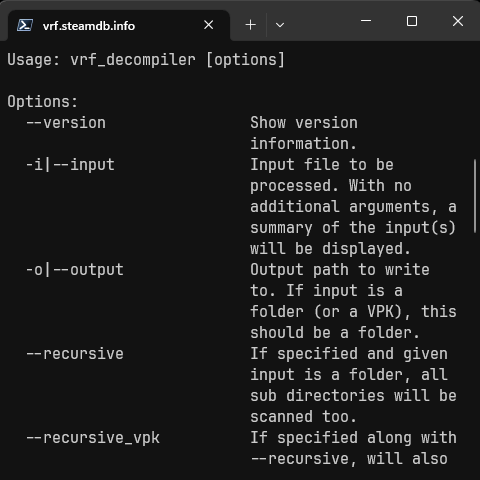 vrf.steamdb.info
Usage: vrf_decompiler [options]
Options:
--version Show version
information.
-i|--input Input file to be
processed. With no
additional arguments, a
summary of the input(s)
will be displayed.
-o|--output Output path to write
to. If input is a
folder (or a VPK), this
should be a folder.
--recursive If specified and given
input is a folder, all
sub directories will be
scanned too.
--recursive_vpk If specified along with
--recursive, will also